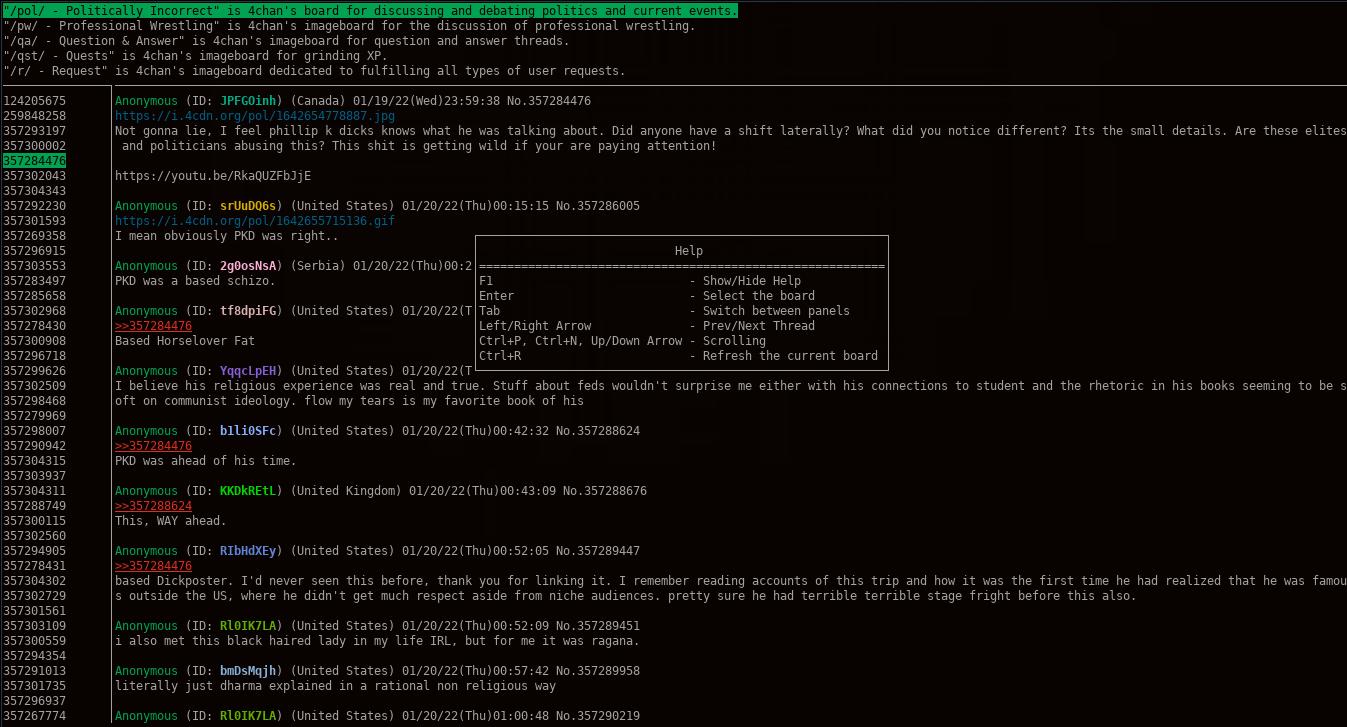 "/pol/ - Politically Incorrect" is 4chan's board for discussing and debating politics and current events.
"/pw/ - Professional Wrestling" is 4chan's imageboard for the discussion of professional wrestling.
"/qa/ - Question & Answer" is 4chan's imageboard for question and answer threads.
"/qst/ - Quests" is 4chan's imageboard for grinding XP.
"/r/ - Request" is 4chan's imageboard dedicated to fulfilling all types of user requests.
124205675
259848258
357293197
357300002
357284476
357302043
357304343
357292230
357301593
357269358
357296915
357303553
357283497
357285658
357302968
357278430
357300908
357296718
357299626
357302509
357298468
357279969
357298007
357290942
357304315
357303937
357304311
357288749
357300115
357302560
357294905
357278431
357304302
357302729
357301561
357303109
357300559
357294354
357291013
357301735
357296937
357267774
Anonymous (ID: JPFGOinh) (Canada) 01/19/22(Wed)23:59:38 No.357284476
https://i.4cdn.org/pol/1642654778887.jpg
Not gonna lie, I feel phillip k dicks knows what he was talking about. Did anyone have a shift laterally? What did you notice different? Its the small details. Are these elites
and politicians abusing this? This shit is getting wild if your are paying attention!
https://youtu.be/RkaQUZFbJjE
Anonymous (ID: srUuDQ6s) (United States) 01/20/22(Thu)00:15:15 No.357286005
https://i.4cdn.org/pol/1642655715136.gif
I mean obviously PKD was right..
Anonymous (ID: 2g0osNsA) (Serbia) 01/20/22(Thu)00:2
PKD was a based schizo.
Anonymous (ID: tf8dpiFG) (United States) 01/20/22(T
>>357284476
Based Horselover Fat
Anonymous (ID: YqqcLpEH) (United States) 01/20/22(T
I believe his religious experience was real and true. Stuff about feds wouldn't surprise me either with his connections to student and the rhetoric in his books seeming to be s
oft on communist ideology. flow my tears is my favorite book of his
Anonymous (ID: b1li0SFc) (United States) 01/20/22(Thu)00:42:32 No.357288624
>>357284476
PKD was ahead of his time.
Anonymous (ID: KKDkREtL) (United Kingdom) 01/20/22(Thu)00:43:09 No.357288676
>>357288624
This, WAY ahead.
Anonymous (ID: RIbHdXEy) (United States) 01/20/22(Thu)00:52:05 No.357289447
>>357284476
based Dickposter. I'd never seen this before, thank you for linking it. I remember reading accounts of this trip and how it was the first time he had realized that he was famou
s outside the US, where he didn't get much respect aside from niche audiences. pretty sure he had terrible terrible stage fright before this also.
Anonymous (ID: Rl0IK7LA) (United States) 01/20/22(Thu)00:52:09 No.357289451
i also met this black haired lady in my life IRL, but for me it was ragana.
Anonymous (ID: bmDsMqjh) (United States) 01/20/22(Thu)00:57:42 No.357289958
literally just dharma explained in a rational non religious way
Anonymous (ID: Rl0IK7LA) (United States) 01/20/22(Thu)01:00:48 No.357290219
Help
==========================================================
F1 - Show/Hide Help
Enter - Select the board
Tab - Switch between panels
Left/Right Arrow - Prev/Next Thread
Ctrl+P, Ctrl+N, Up/Down Arrow - Scrolling
Ctrl+R - Refresh the current board